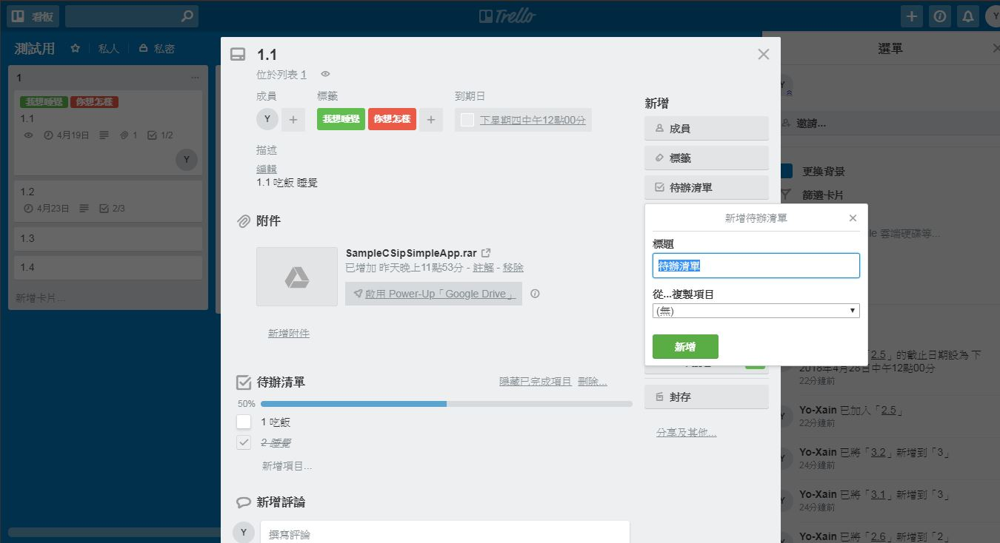 看板
Trello
Y
測試用
私人
私密
選單
1
...
我想睡覺 你想怎樣
1.1
4月19日 1 1/2
Y
1.2
4月23日 2/3
1.3
1.4
新增卡片...
1.1
位於列表 1
成員
標籤
到期日
Y
+
我想睡覺
你想怎樣
+
下星期四中午12點00分
描述
編輯
1.1 吃飯 睡覺
附件
SampleCSipSimpleApp.rar
已增加 昨天晚上11點53分 - 註解 - 移除
啟用 Power-Up「Google Drive」
新增附件
待辦清單
隱藏已完成項目 刪除...
50%
1 吃飯
2 睡覺
新增項目...
新增評論
Y
撰寫評論
新增
成員
標籤
待辦清單
新增待辦清單
標題
待辦清單
從...複製項目
(無)
新增
封存
分享及其他...
Y
邀請...
更換背景
篩選卡片
le 雲端硬碟等...
「2.5」的截止日期設為 下
2018年4月26日中午12點00分
22分鐘前
Y
Yo-Xain 已加入「2.5」
22分鐘前
Y
Yo-Xain 已將「3.2」新增到「3」
24分鐘前
Y
Yo-Xain 已將「3.1」新增到「3」
24分鐘前
Y
Yo-Xain 已將「2.6」新增到「2」